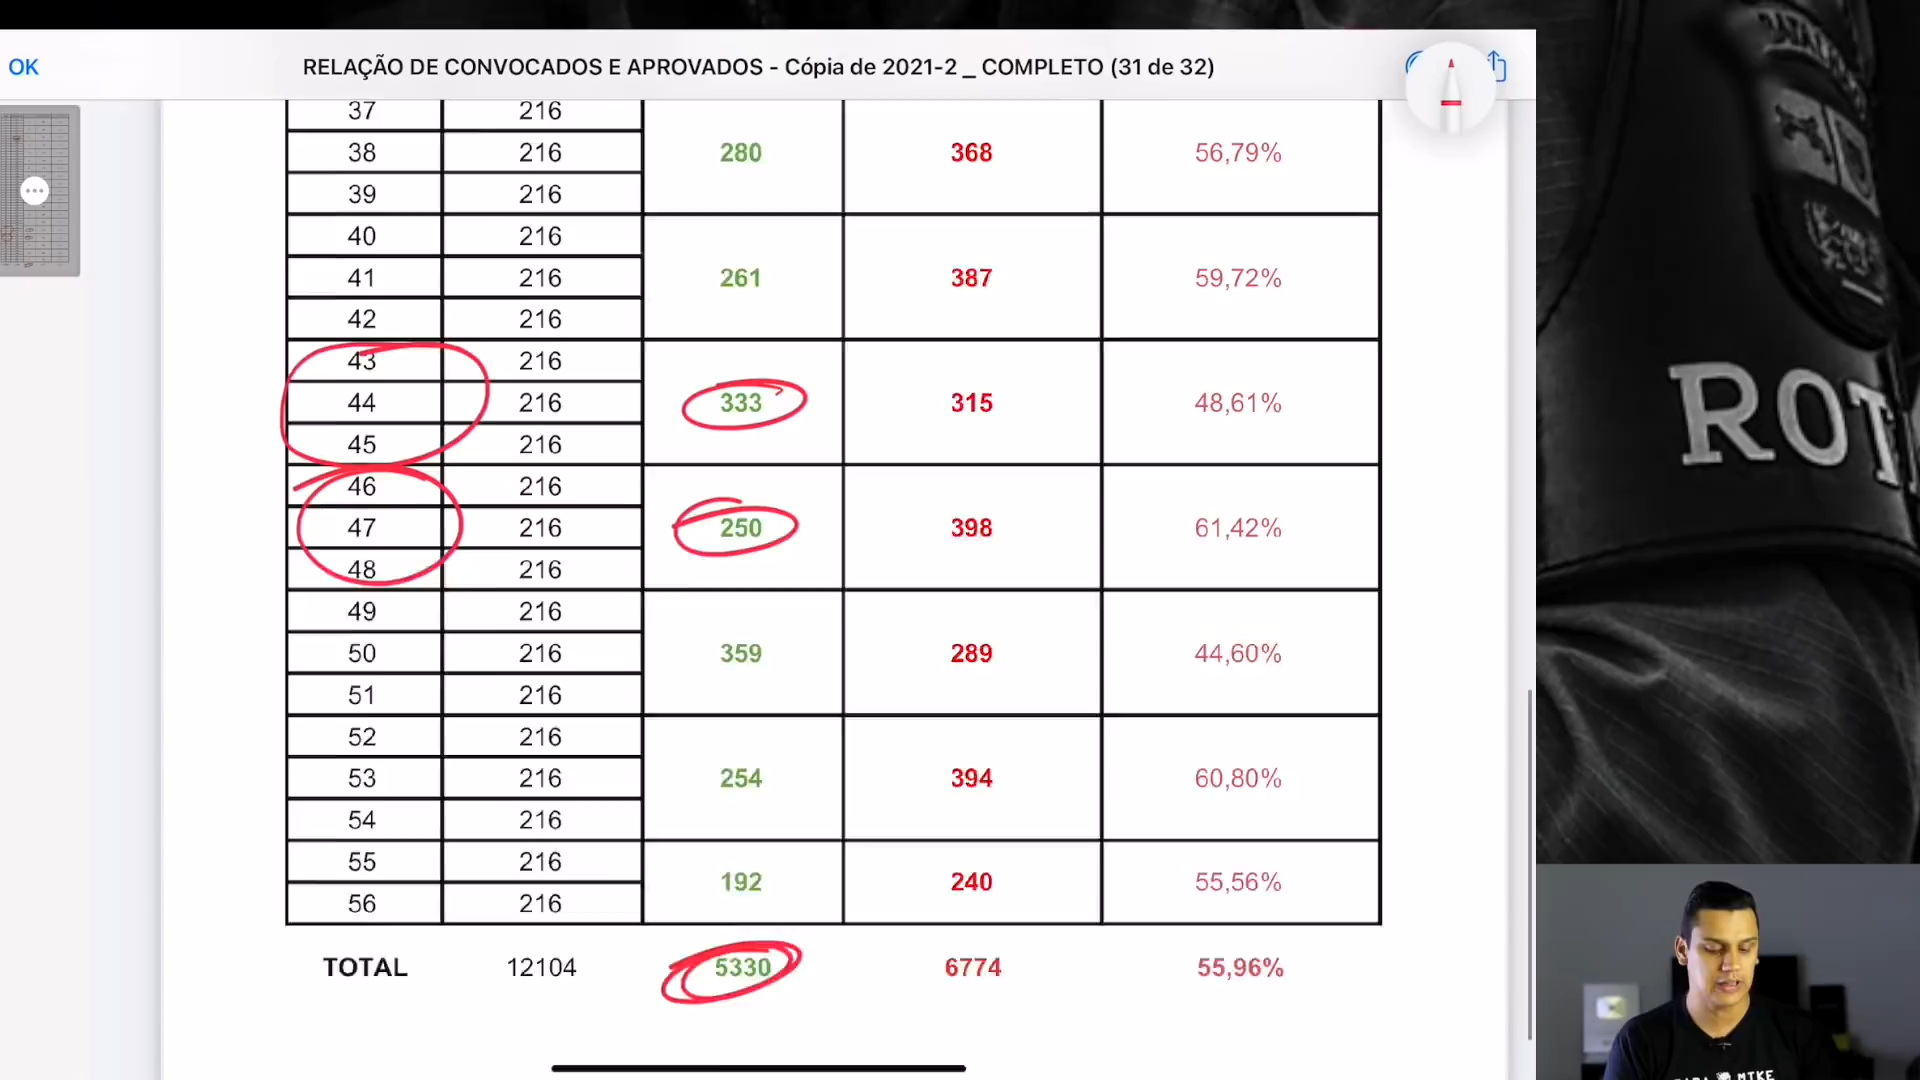 OK
RELAÇÃO DE CONVOCADOS E APROVADOS - Cópia de 2021-2 _ COMPLETO (31 de 32)
37 216
38 216 280 368 56,79%
39 216
40 216
41 216 261 387 59,72%
42 216
43 216
44 216 333 315 48,61%
45 216
46 216
47 216 250 398 61,42%
48 216
49 216
50 216 359 289 44,60%
51 216
52 216
53 216 254 394 60,80%
54 216
55 216
192 240 55,56%
56 216
TOTAL 12104 5330 6774 55,96%
ROT
MIKE